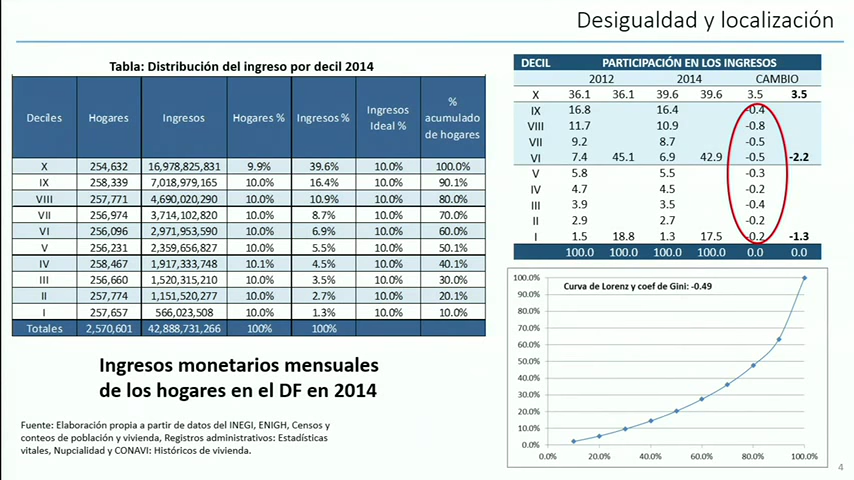 Desigualdad y localización
Tabla: Distribución del ingreso por decil 2014
Deciles Hogares Ingresos Hogares % Ingresos % Ingresos Ideal % % acumulado de hogares
X 254,632 16,978,825,831 9.9% 39.6% 10.0% 100.0%
IX 258,339 7,018,979,165 10.0% 16.4% 10.0% 90.1%
VIII 257,771 4,690,020,290 10.0% 10.9% 10.0% 80.0%
VII 256,974 3,714,102,820 10.0% 8.7% 10.0% 70.0%
VI 256,096 2,971,953,590 10.0% 6.9% 10.0% 60.0%
V 256,231 2,359,656,827 10.0% 5.5% 10.0% 50.1%
IV 258,467 1,917,333,748 10.1% 4.5% 10.0% 40.1%
III 256,660 1,520,315,210 10.0% 3.5% 10.0% 30.0%
II 257,774 1,151,520,277 10.0% 2.7% 10.0% 20.1%
I 257,657 566,023,508 10.0% 1.3% 10.0% 10.0%
Totales 2,570,601 42,888,731,266 100% 100%
Ingresos monetarios mensuales
de los hogares en el DF en 2014
Fuente: Elaboración propia a partir de datos del INEGI, ENIGH, Censos y
conteos de población y vivienda, Registros administrativos: Estadísticas
vitales, Nupcialidad y CONAVI: Históricos de vivienda.
DECIL PARTICIPACIÓN EN LOS INGRESOS
2012 2014 CAMBIO
X 36.1 36.1 39.6 39.6 3.5 3.5
IX 16.8 16.4 -0.4
VIII 11.7 10.9 -0.8
VII 9.2 8.7 -0.5
VI 7.4 45.1 6.9 42.9 -0.5 -2.2
V 5.8 5.5 -0.3
IV 4.7 4.5 -0.2
III 3.9 3.5 -0.4
II 2.9 2.7 -0.2
I 1.5 18.8 1.3 17.5 -0.2 -1.3
100.0 100.0 100.0 100.0 0.0 0.0
Curva de Lorenz y coef de Gini: -0.49
100.0%
90.0%
80.0%
70.0%
60.0%
50.0%
40.0%
30.0%
20.0%
10.0%
0.0%
0.0% 20.0% 40.0% 60.0% 80.0% 100.0%
4